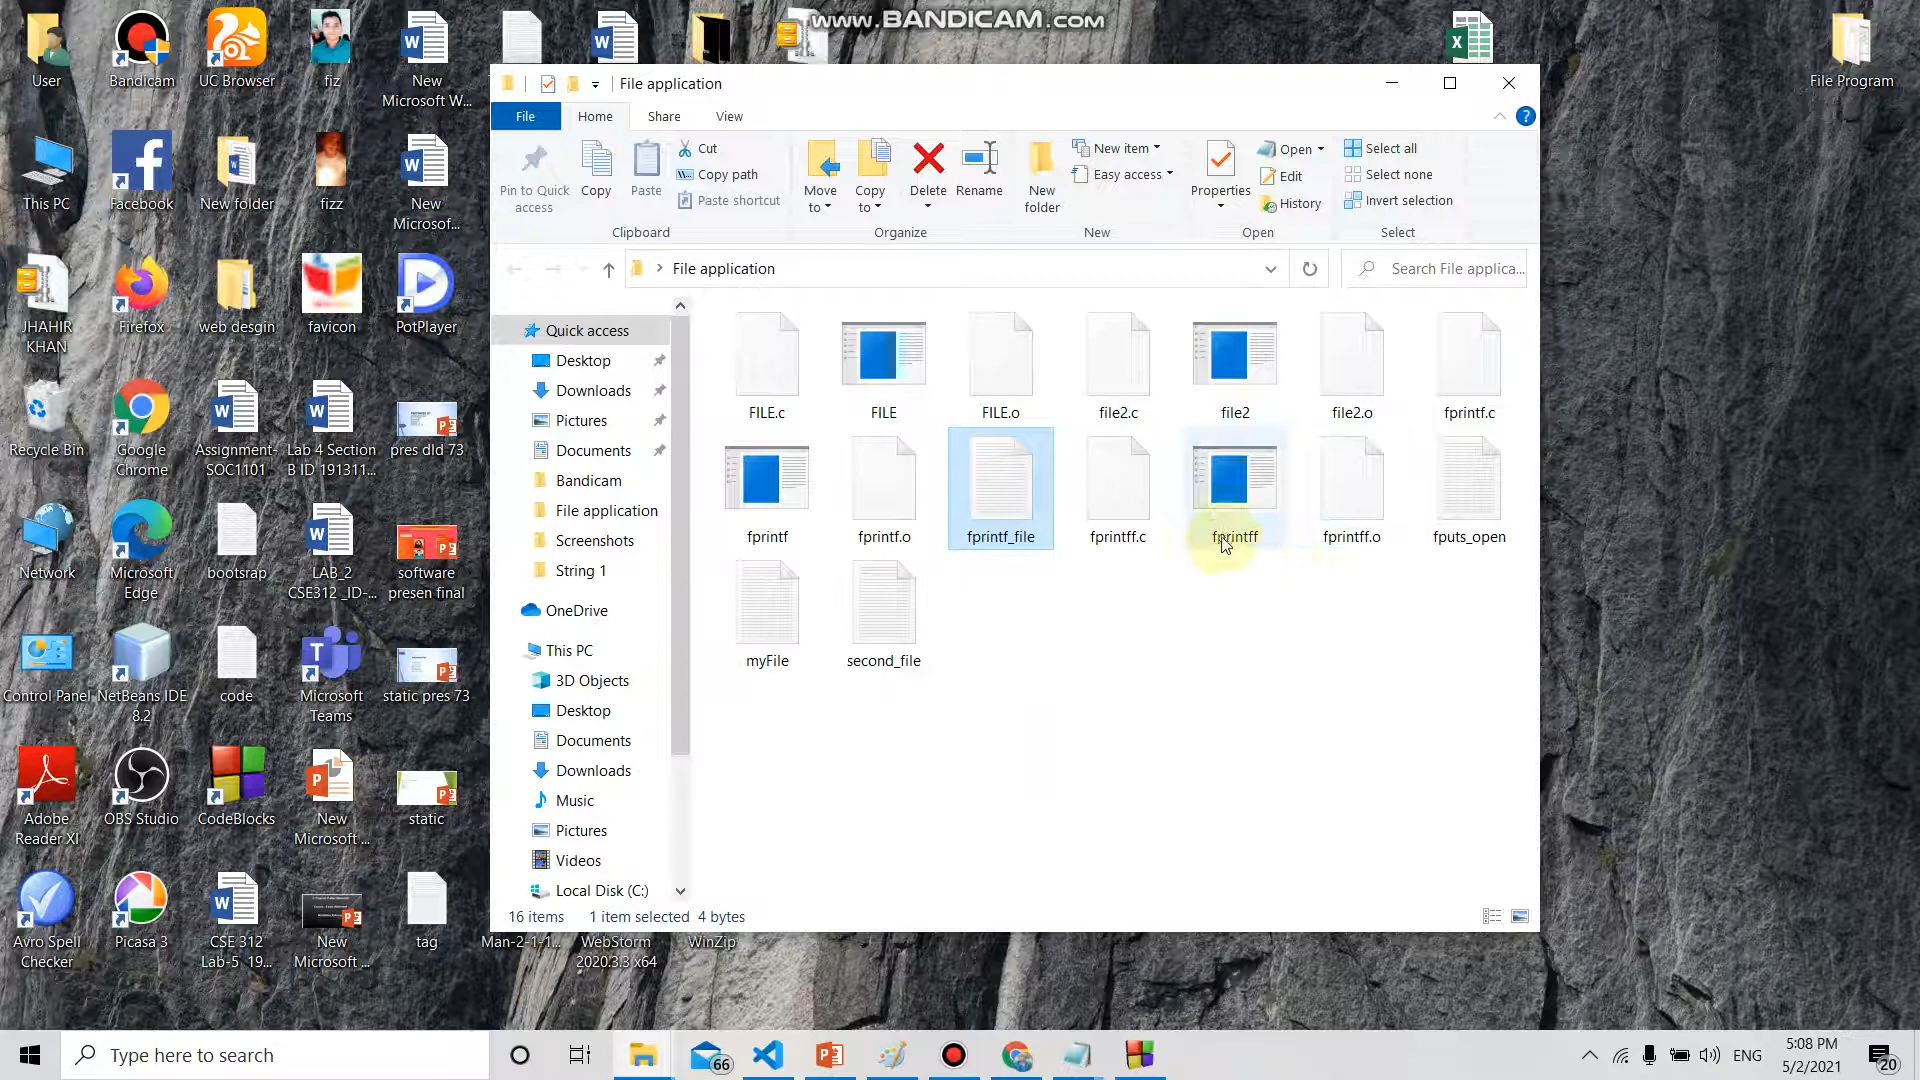 www.BANDICAM.com
User
Bandicam
UC Browser
fiz
New
Microsoft W...
File Program
This PC
Facebook
New folder
fizz
New
Microsof...
JHAHIR
KHAN
Firefox
web desgin
favicon
PotPlayer
Recycle Bin
Google
Chrome
Assignment-
SOC1101
Lab 4 Section
B ID 191311...
pres dld 73
Network
Microsoft
Edge
bootsrap
LAB_2
CSE312 _ID-...
software
presen final
Control Panel
NetBeans IDE
8.2
code
Microsoft
Teams
static pres 73
Adobe
Reader XI
OBS Studio
CodeBlocks
New
Microsoft ...
static
Avro Spell
Checker
Picasa 3
CSE 312
Lab-5 19...
New
Microsoft ...
tag
Man-2-1-1...
WebStorm
2020.3.3 x64
WinZip
File application
File
Home
Share
View
Pin to Quick
access
Copy
Paste
Cut
Copy path
Paste shortcut
Clipboard
Move
to
Copy
to
Delete
Rename
Organize
New
folder
New item
Easy access
New
Properties
Open
Edit
History
Open
Select all
Select none
Invert selection
Select
File application
Search File applica...
Quick access
Desktop
Downloads
Pictures
Documents
Bandicam
File application
Screenshots
String 1
OneDrive
This PC
3D Objects
Desktop
Documents
Downloads
Music
Pictures
Videos
Local Disk (C:)
FILE.c
FILE
FILE.o
file2.c
file2
file2.o
fprintf.c
fprintf
fprintf.o
fprintf_file
fprintff.c
fprintff
fprintff.o
fputs_open
myFile
second_file
16 items
1 item selected 4 bytes
Type here to search
66
ENG
5:08 PM
5/2/2021
20